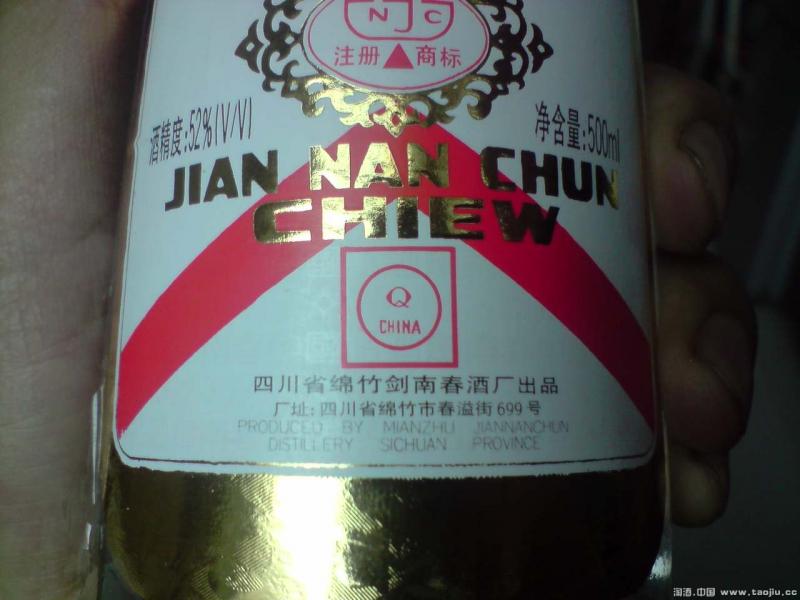 NJC
注册 商标
酒精度:52%(V/V)
净含量:500ml
JIAN NAN CHUN
CHIEW
Q
CHINA
四川省绵竹剑南春酒厂出品
厂址:四川省绵竹市春溢街699号
PRODUCED BY MIANZHU JIANNANCHUN
DISTILLERY SICHUAN PROVINCE
淘酒.中国 www.taojiu.cc